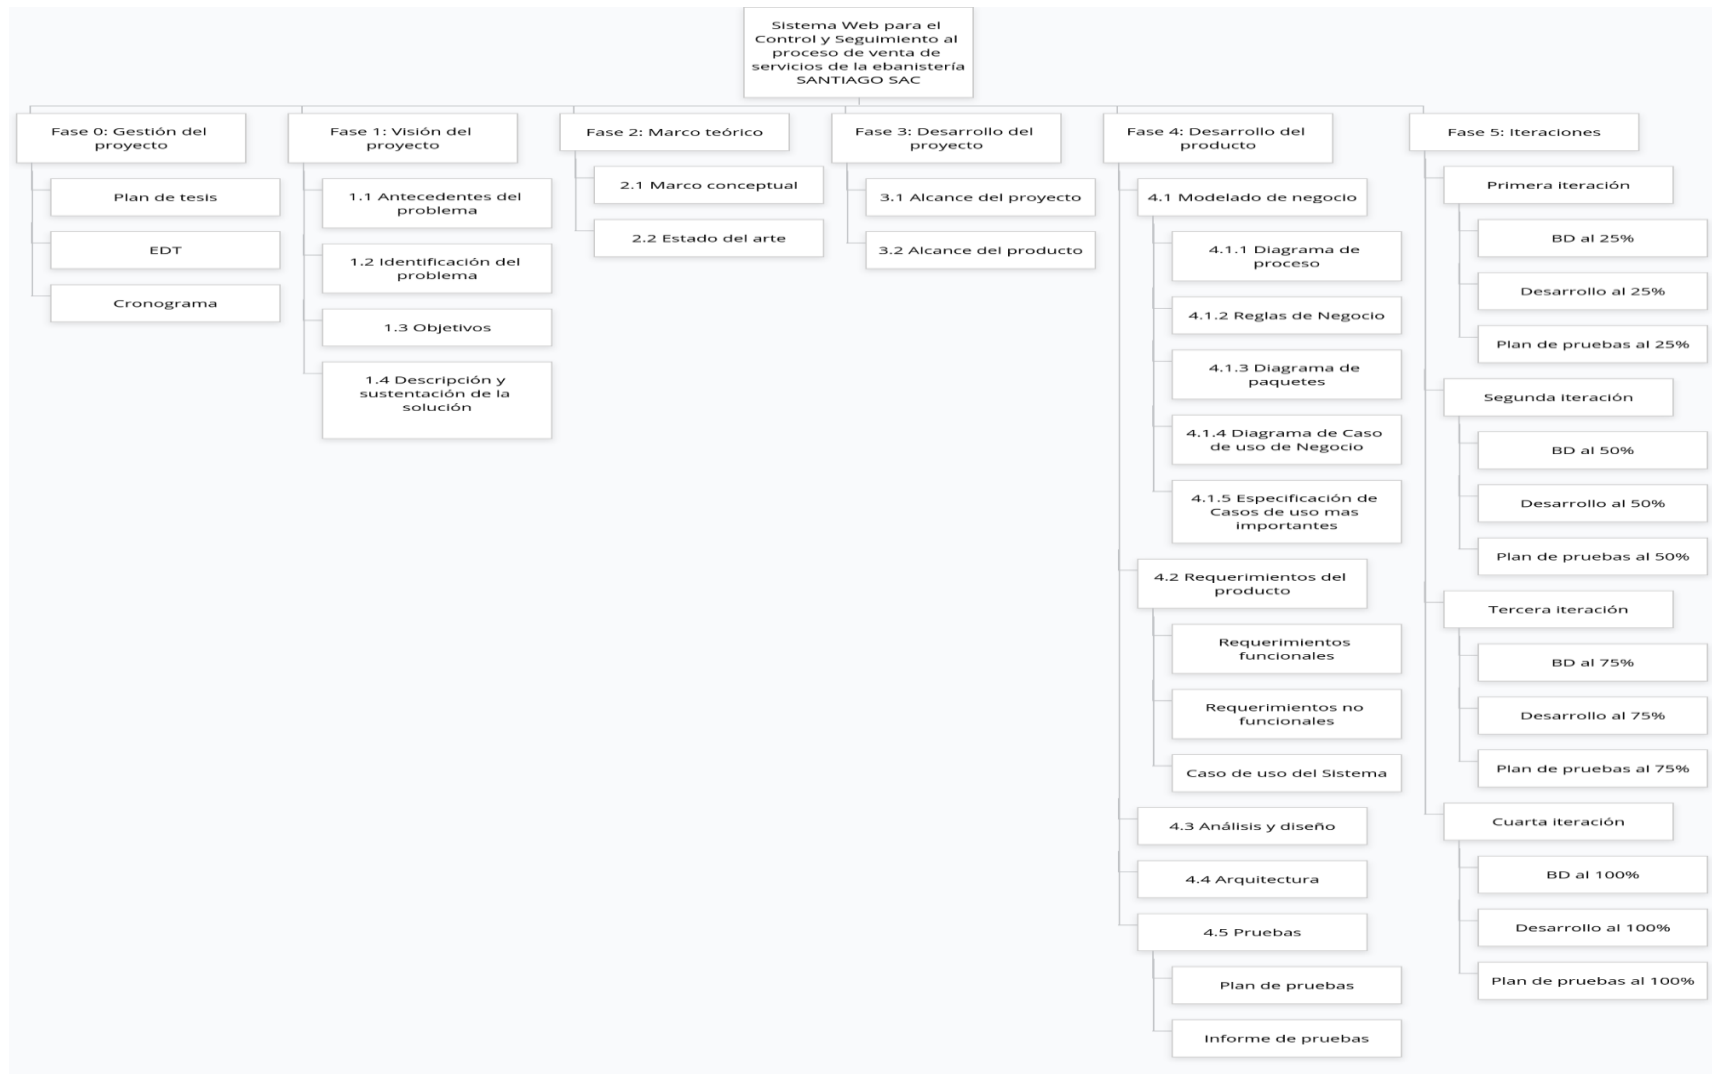 Sistema Web para el
Control y Seguimiento al
proceso de venta de
servicios de la ebanistería
SANTIAGO SAC
Fase 0: Gestión del
proyecto
Plan de tesis
EDT
Cronograma
Fase 1: Visión del
proyecto
1.1 Antecedentes del
problema
1.2 Identificación del
problema
1.3 Objetivos
1.4 Descripción y
sustentación de la
solución
Fase 2: Marco teórico
2.1 Marco conceptual
2.2 Estado del arte
Fase 3: Desarrollo del
proyecto
3.1 Alcance del proyecto
3.2 Alcance del producto
Fase 4: Desarrollo del
producto
4.1 Modelado de negocio
4.1.1 Diagrama de
proceso
4.1.2 Reglas de Negocio
4.1.3 Diagrama de
paquetes
4.1.4 Diagrama de Caso
de uso de Negocio
4.1.5 Especificación de
Casos de uso mas
importantes
4.2 Requerimientos del
producto
Requerimientos
funcionales
Requerimientos no
funcionales
Caso de uso del Sistema
4.3 Análisis y diseño
4.4 Arquitectura
4.5 Pruebas
Plan de pruebas
Informe de pruebas
Fase 5: Iteraciones
Primera iteración
BD al 25%
Desarrollo al 25%
Plan de pruebas al 25%
Segunda iteración
BD al 50%
Desarrollo al 50%
Plan de pruebas al 50%
Tercera iteración
BD al 75%
Desarrollo al 75%
Plan de pruebas al 75%
Cuarta iteración
BD al 100%
Desarrollo al 100%
Plan de pruebas al 100%